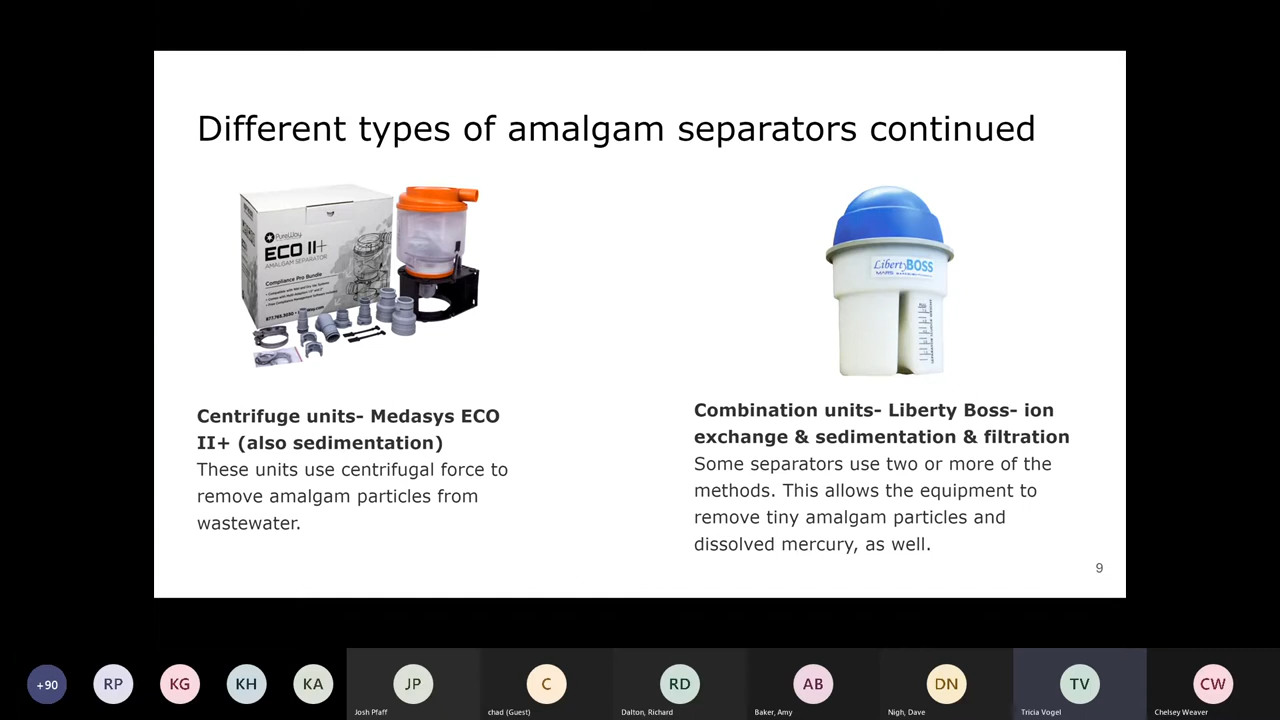 Different types of amalgam separators continued
PureWay
ECO II+
AMALGAM SEPARATOR
Compliance Pro Bundle
LibertyBOSS
Centrifuge units- Medasys ECO
II+ (also sedimentation)
These units use centrifugal force to
remove amalgam particles from
wastewater.
Combination units- Liberty Boss- ion
exchange & sedimentation & filtration
Some separators use two or more of the
methods. This allows the equipment to
remove tiny amalgam particles and
dissolved mercury, as well.
9
+90
RP
KG
KH
KA
JP
Josh Pfaff
C
chad (Guest)
RD
Dalton, Richard
AB
Baker, Amy
DN
Nigh, Dave
TV
Tricia Vogel
CW
Chelsey Weaver